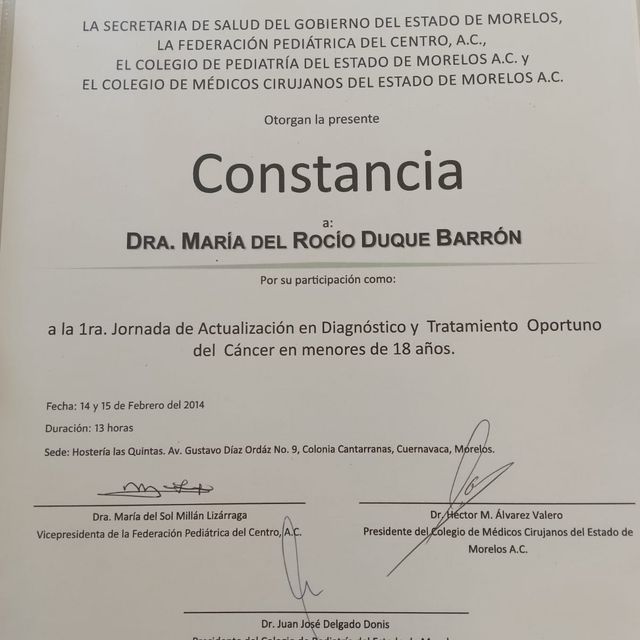 LA SECRETARIA DE SALUD DEL GOBIERNO DEL ESTADO DE MORELOS,
LA FEDERACIÓN PEDIÁTRICA DEL CENTRO, A.C.,
EL COLEGIO DE PEDIATRÍA DEL ESTADO DE MORELOS A.C. y
EL COLEGIO DE MÉDICOS CIRUJANOS DEL ESTADO DE MORELOS A.C.
Otorgan la presente
Constancia
a:
DRA. MARÍA DEL ROCÍO DUQUE BARRÓN
Por su participación como:
a la 1ra. Jornada de Actualización en Diagnóstico y Tratamiento Oportuno
del Cáncer en menores de 18 años.
Fecha: 14 y 15 de Febrero del 2014
Duración: 13 horas
Sede: Hostería las Quintas. Av. Gustavo Díaz Ordáz No. 9, Colonia Cantarranas, Cuernavaca, Morelos.
Dra. María del Sol Millán Lizárraga
Vicepresidenta de la Federación Pediátrica del Centro, A.C.
Dr. Héctor M. Álvarez Valero
Presidente del Colegio de Médicos Cirujanos del Estado de
Morelos A.C.
Dr. Juan José Delgado Donis